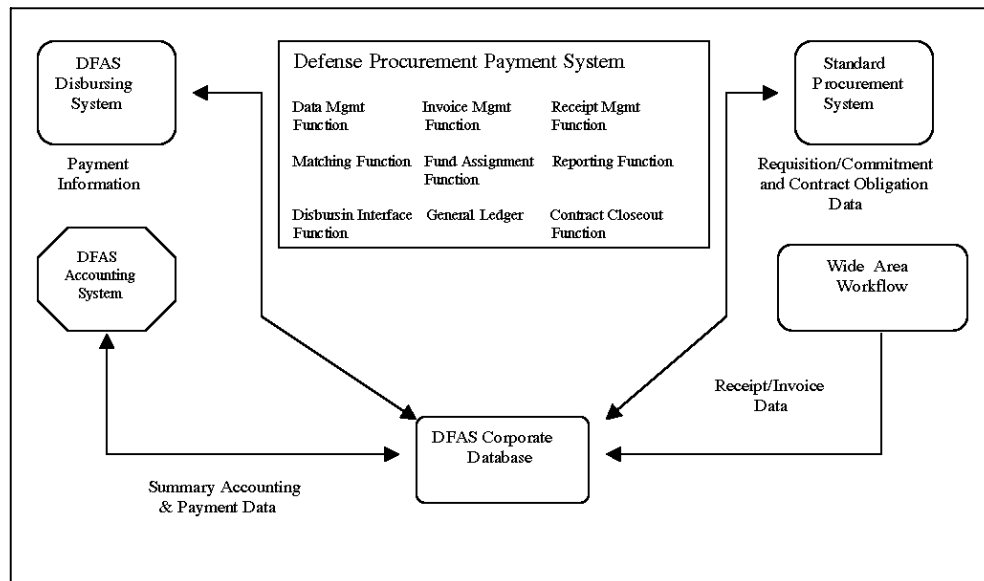 DFAS
Disbursing
System
Payment
Information
DFAS
Accounting
System
Defense Procurement Payment System
Data Mgmt
Function
Invoice Mgmt
Function
Receipt Mgmt
Function
Matching Function
Fund Assignment
Function
Reporting Function
Disbursin Interface
Function
General Ledger
Contract Closeout
Function
Standard
Procurement
System
Requisition/Commitment
and Contract Obligation
Data
Wide Area
Workflow
Receipt/Invoice
Data
DFAS Corporate
Database
Summary Accounting
& Payment Data